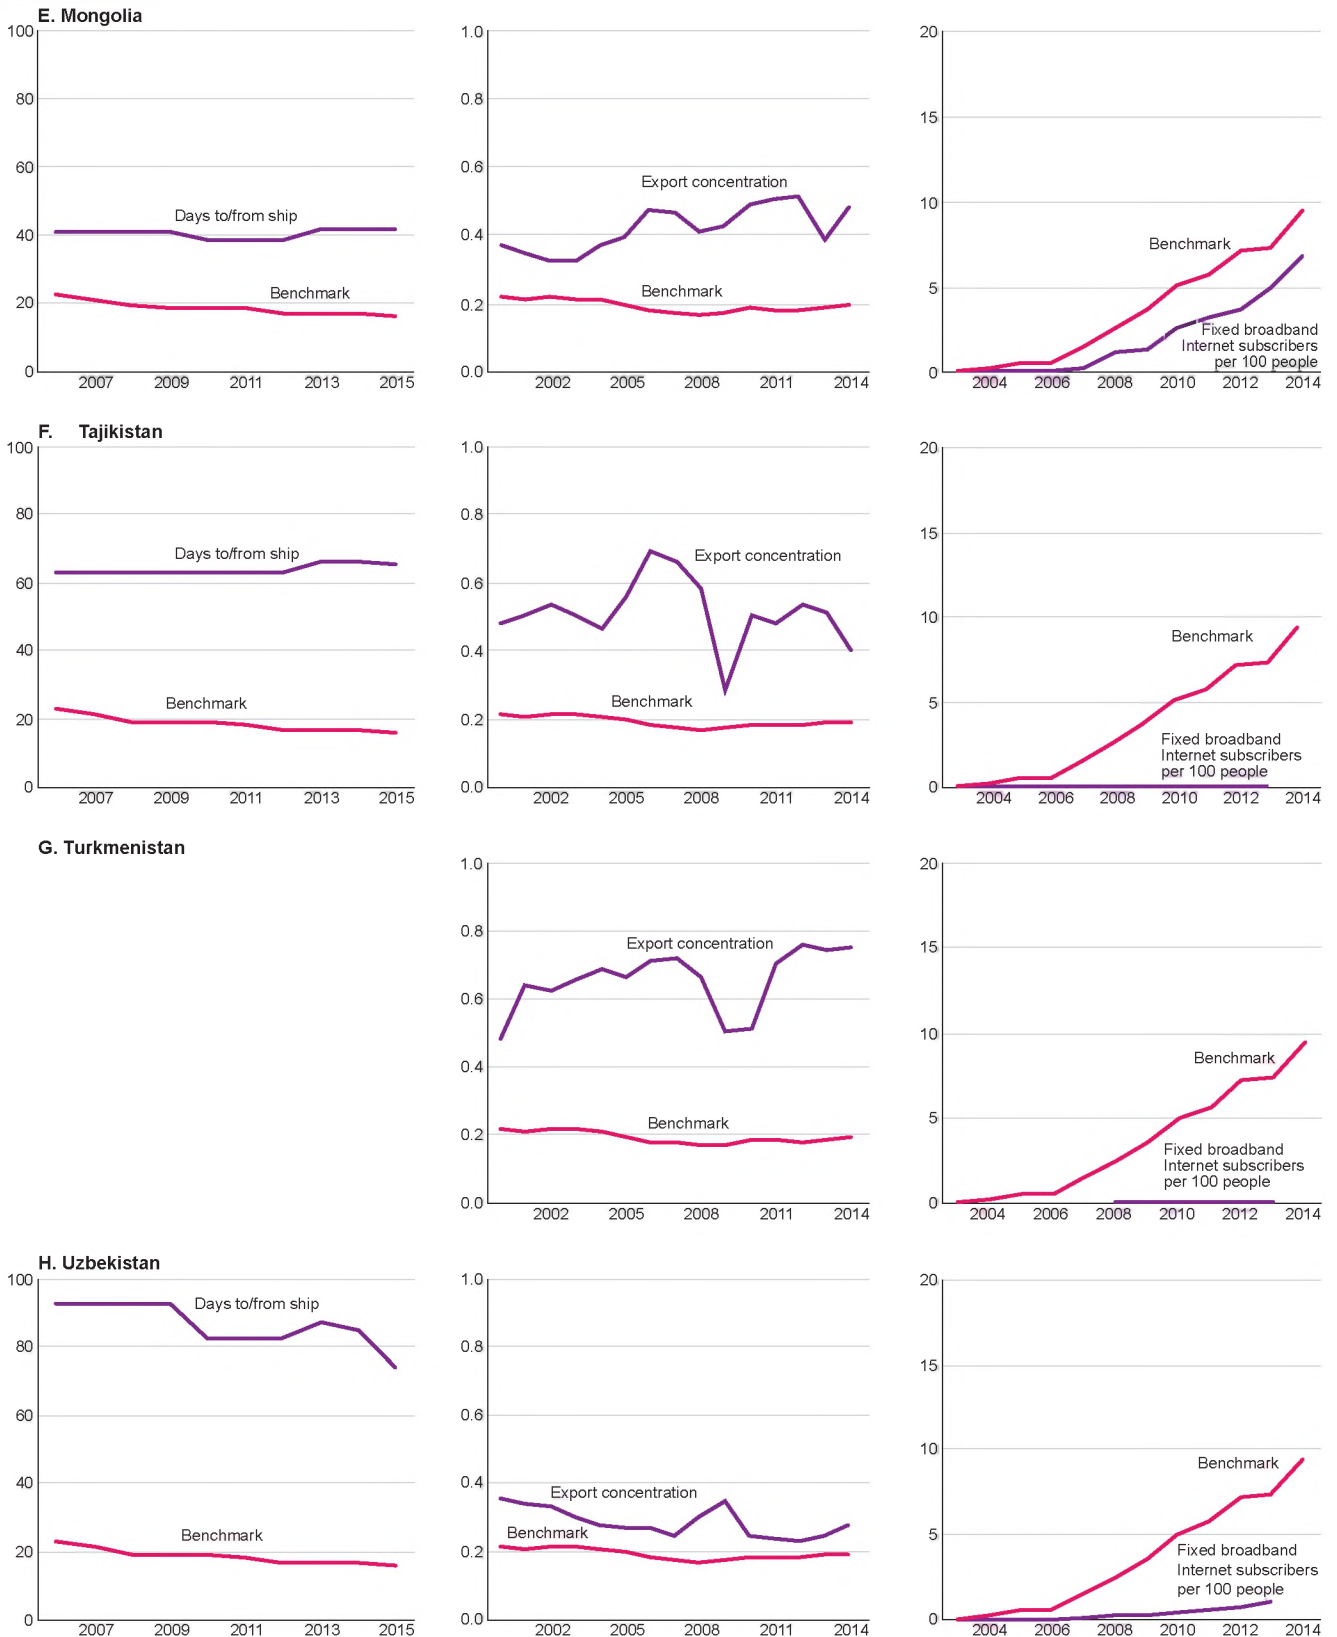 E. Mongolia
100
80
60
40
20
0
Days to/from ship
Benchmark
2007 2009 2011 2013 2015
1.0
0.8
0.6
0.4
0.2
0.0
Export concentration
Benchmark
2002 2005 2008 2011 2014
20
15
10
5
0
Benchmark
Fixed broadband
Internet subscribers
per 100 people
2004 2006 2008 2010 2012 2014
F. Tajikistan
100
80
60
40
20
0
Days to/from ship
Benchmark
2007 2009 2011 2013 2015
1.0
0.8
0.6
0.4
0.2
0.0
Export concentration
Benchmark
2002 2005 2008 2011 2014
20
15
10
5
0
Benchmark
Fixed broadband
Internet subscribers
per 100 people
2004 2006 2008 2010 2012 2014
G. Turkmenistan
1.0
0.8
0.6
0.4
0.2
0.0
Export concentration
Benchmark
2002 2005 2008 2011 2014
20
15
10
5
0
Benchmark
Fixed broadband
Internet subscribers
per 100 people
2004 2006 2008 2010 2012 2014
H. Uzbekistan
100
80
60
40
20
0
Days to/from ship
Benchmark
2007 2009 2011 2013 2015
1.0
0.8
0.6
0.4
0.2
0.0
Export concentration
Benchmark
2002 2005 2008 2011 2014
20
15
10
5
0
Benchmark
Fixed broadband
Internet subscribers
per 100 people
2004 2006 2008 2010 2012 2014